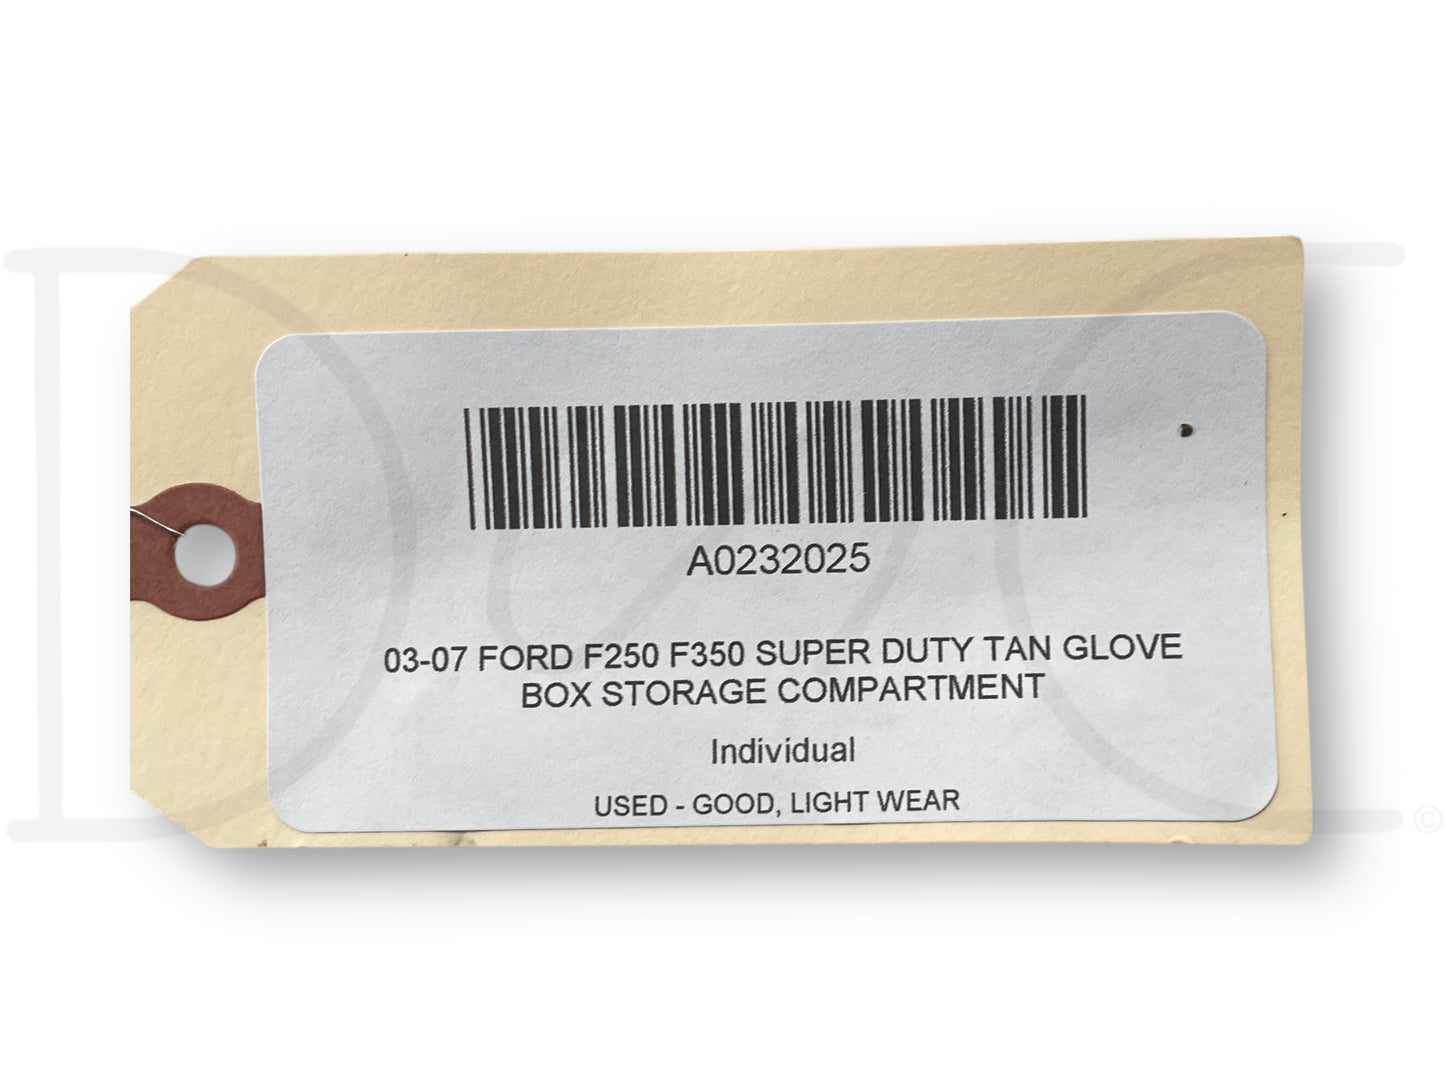 A0232025
03-07 FORD F250 F350 SUPER DUTY TAN GLOVE
BOX STORAGE COMPARTMENT
Individual
USED - GOOD, LIGHT WEAR
©